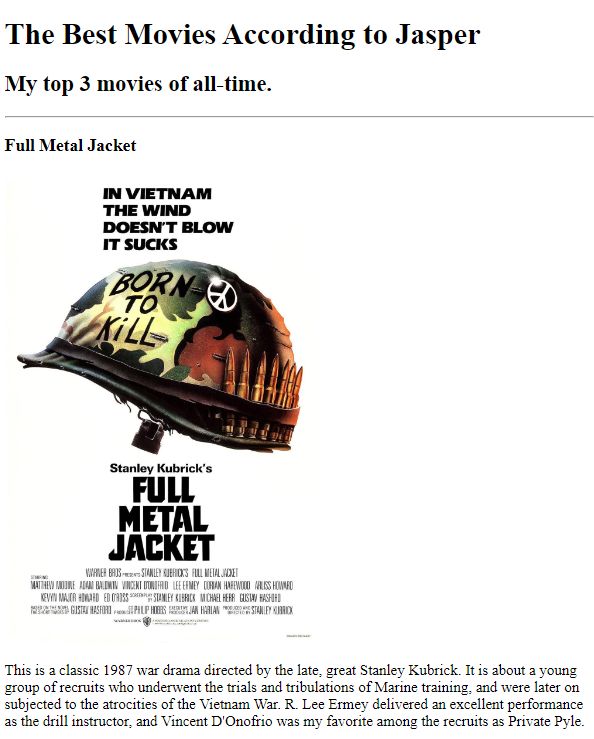 The Best Movies According to Jasper
My top 3 movies of all-time.
Full Metal Jacket
IN VIETNAM
THE WIND
DOESN'T BLOW
IT SUCKS
BORN
TO
KILL
Stanley Kubrick's
FULL
METAL
JACKET
WARNER BROS PRESENTS STANLEY KUBRICK'S FULL METAL JACKET
STARRING
MATTHEW MODINE ADAM BALDWIN VINCENT D'ONOFRIO LEE ERMEY DORIAN HAREWOOD ARLISS HOWARD
KEVYN MAJOR HOWARD ED O'ROSS SCREENPLAY BY STANLEY KUBRICK MICHAEL HERR GUSTAV HASFORD
BASED ON THE NOVEL THE SHORT TIMERS BY GUSTAV HASFORD PRODUCER PHILIP HOBBS EXECUTIVE PRODUCER JAN HARLAN PRODUCED AND DIRECTED BY STANLEY KUBRICK
WARNER BROS
This is a classic 1987 war drama directed by the late, great Stanley Kubrick. It is about a young
group of recruits who underwent the trials and tribulations of Marine training, and were later on
subjected to the atrocities of the Vietnam War. R. Lee Ermey delivered an excellent performance
as the drill instructor, and Vincent D'Onofrio was my favorite among the recruits as Private Pyle.